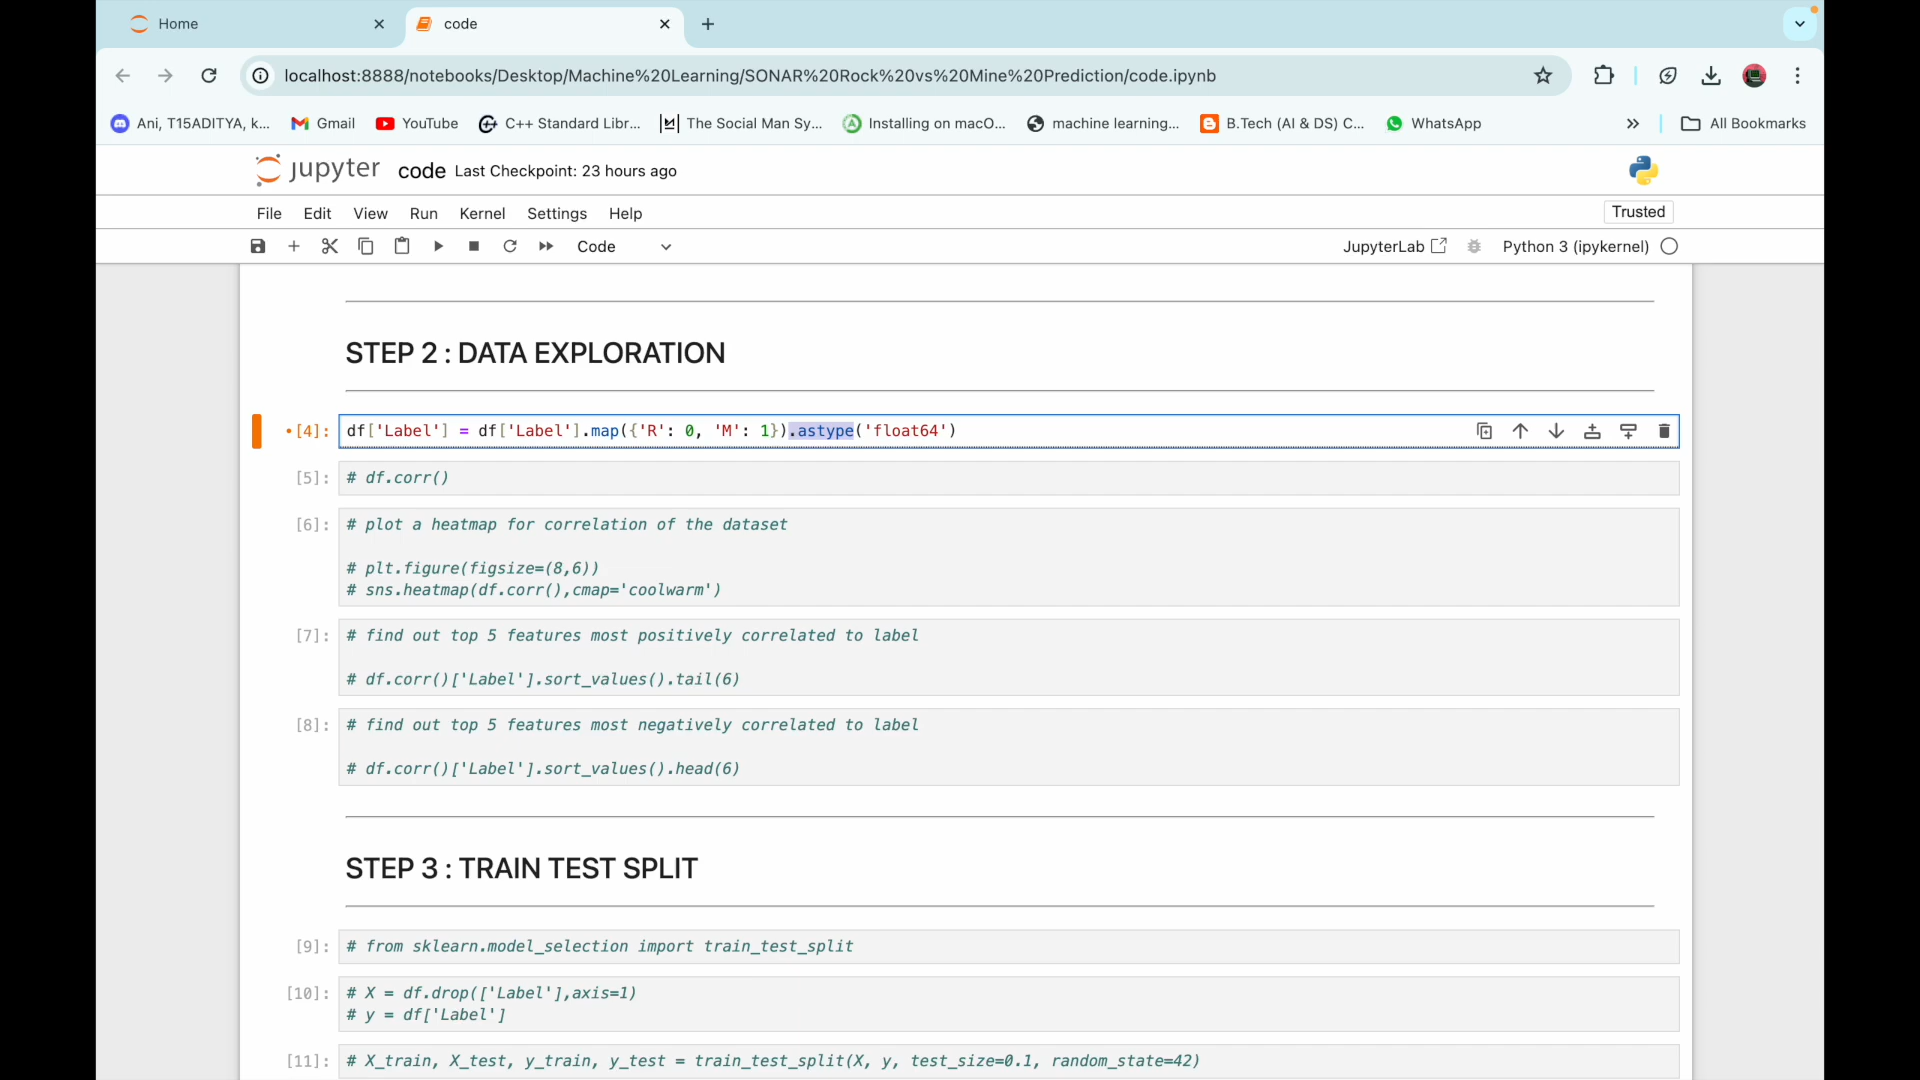 Home
code
localhost:8888/notebooks/Desktop/Machine%20Learning/SONAR%20Rock%20vs%20Mine%20Prediction/code.ipynb
Ani, T15ADITYA, k... Gmail YouTube C++ Standard Libr... The Social Man Sy... Installing on macO... machine learning... B.Tech (AI & DS) C... WhatsApp » All Bookmarks
jupyter code Last Checkpoint: 23 hours ago
File Edit View Run Kernel Settings Help Trusted
Code JupyterLab Python 3 (ipykernel)
STEP 2 : DATA EXPLORATION
•[4]: df['Label'] = df['Label'].map({'R': 0, 'M': 1}).astype('float64')
[5]: # df.corr()
[6]: # plot a heatmap for correlation of the dataset
# plt.figure(figsize=(8,6))
# sns.heatmap(df.corr(),cmap='coolwarm')
[7]: # find out top 5 features most positively correlated to label
# df.corr()['Label'].sort_values().tail(6)
[8]: # find out top 5 features most negatively correlated to label
# df.corr()['Label'].sort_values().head(6)
STEP 3 : TRAIN TEST SPLIT
[9]: # from sklearn.model_selection import train_test_split
[10]: # X = df.drop(['Label'],axis=1)
# y = df['Label']
[11]: # X_train, X_test, y_train, y_test = train_test_split(X, y, test_size=0.1, random_state=42)